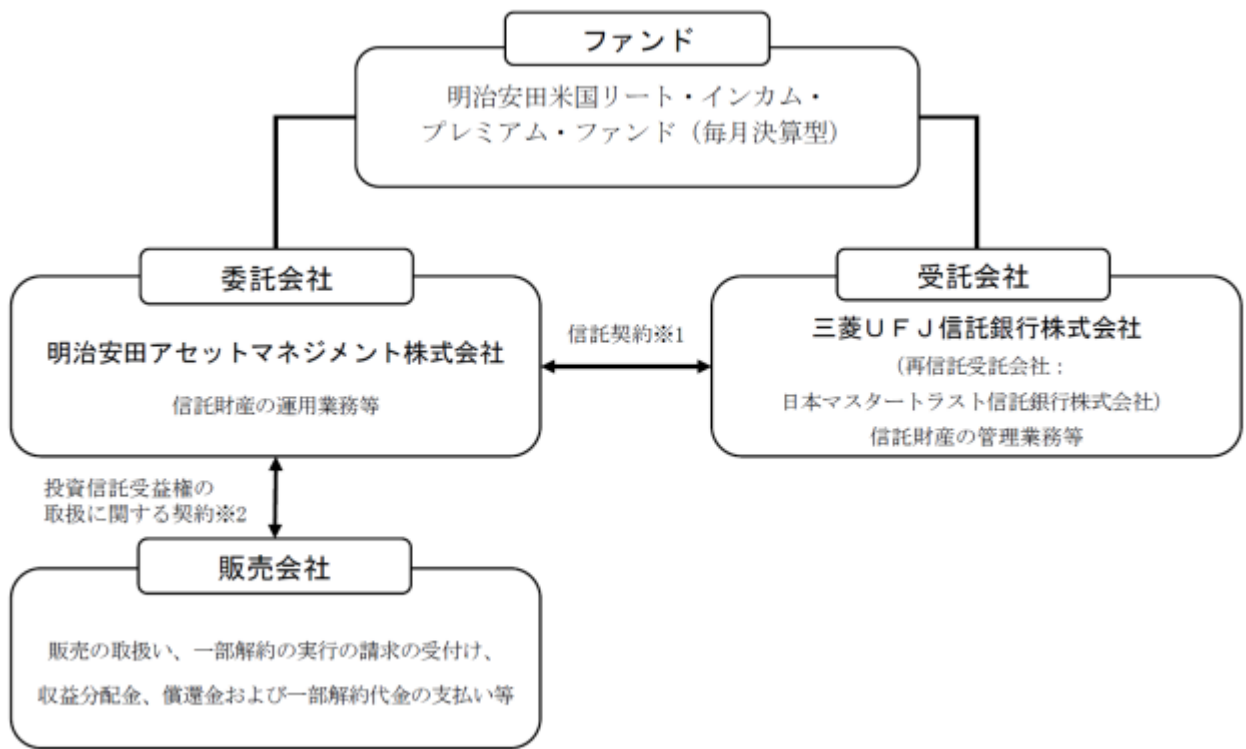 ファンド
明治安田米国リート・インカム・
プレミアム・ファンド（毎月決算型）
委託会社
明治安田アセットマネジメント株式会社
信託財産の運用業務等
信託契約※1
受託会社
三菱ＵＦＪ信託銀行株式会社
（再信託受託会社：
日本マスタートラスト信託銀行株式会社）
信託財産の管理業務等
投資信託受益権の
取扱に関する契約※2
販売会社
販売の取扱い、一部解約の実行の請求の受付け、
収益分配金、償還金および一部解約代金の支払い等